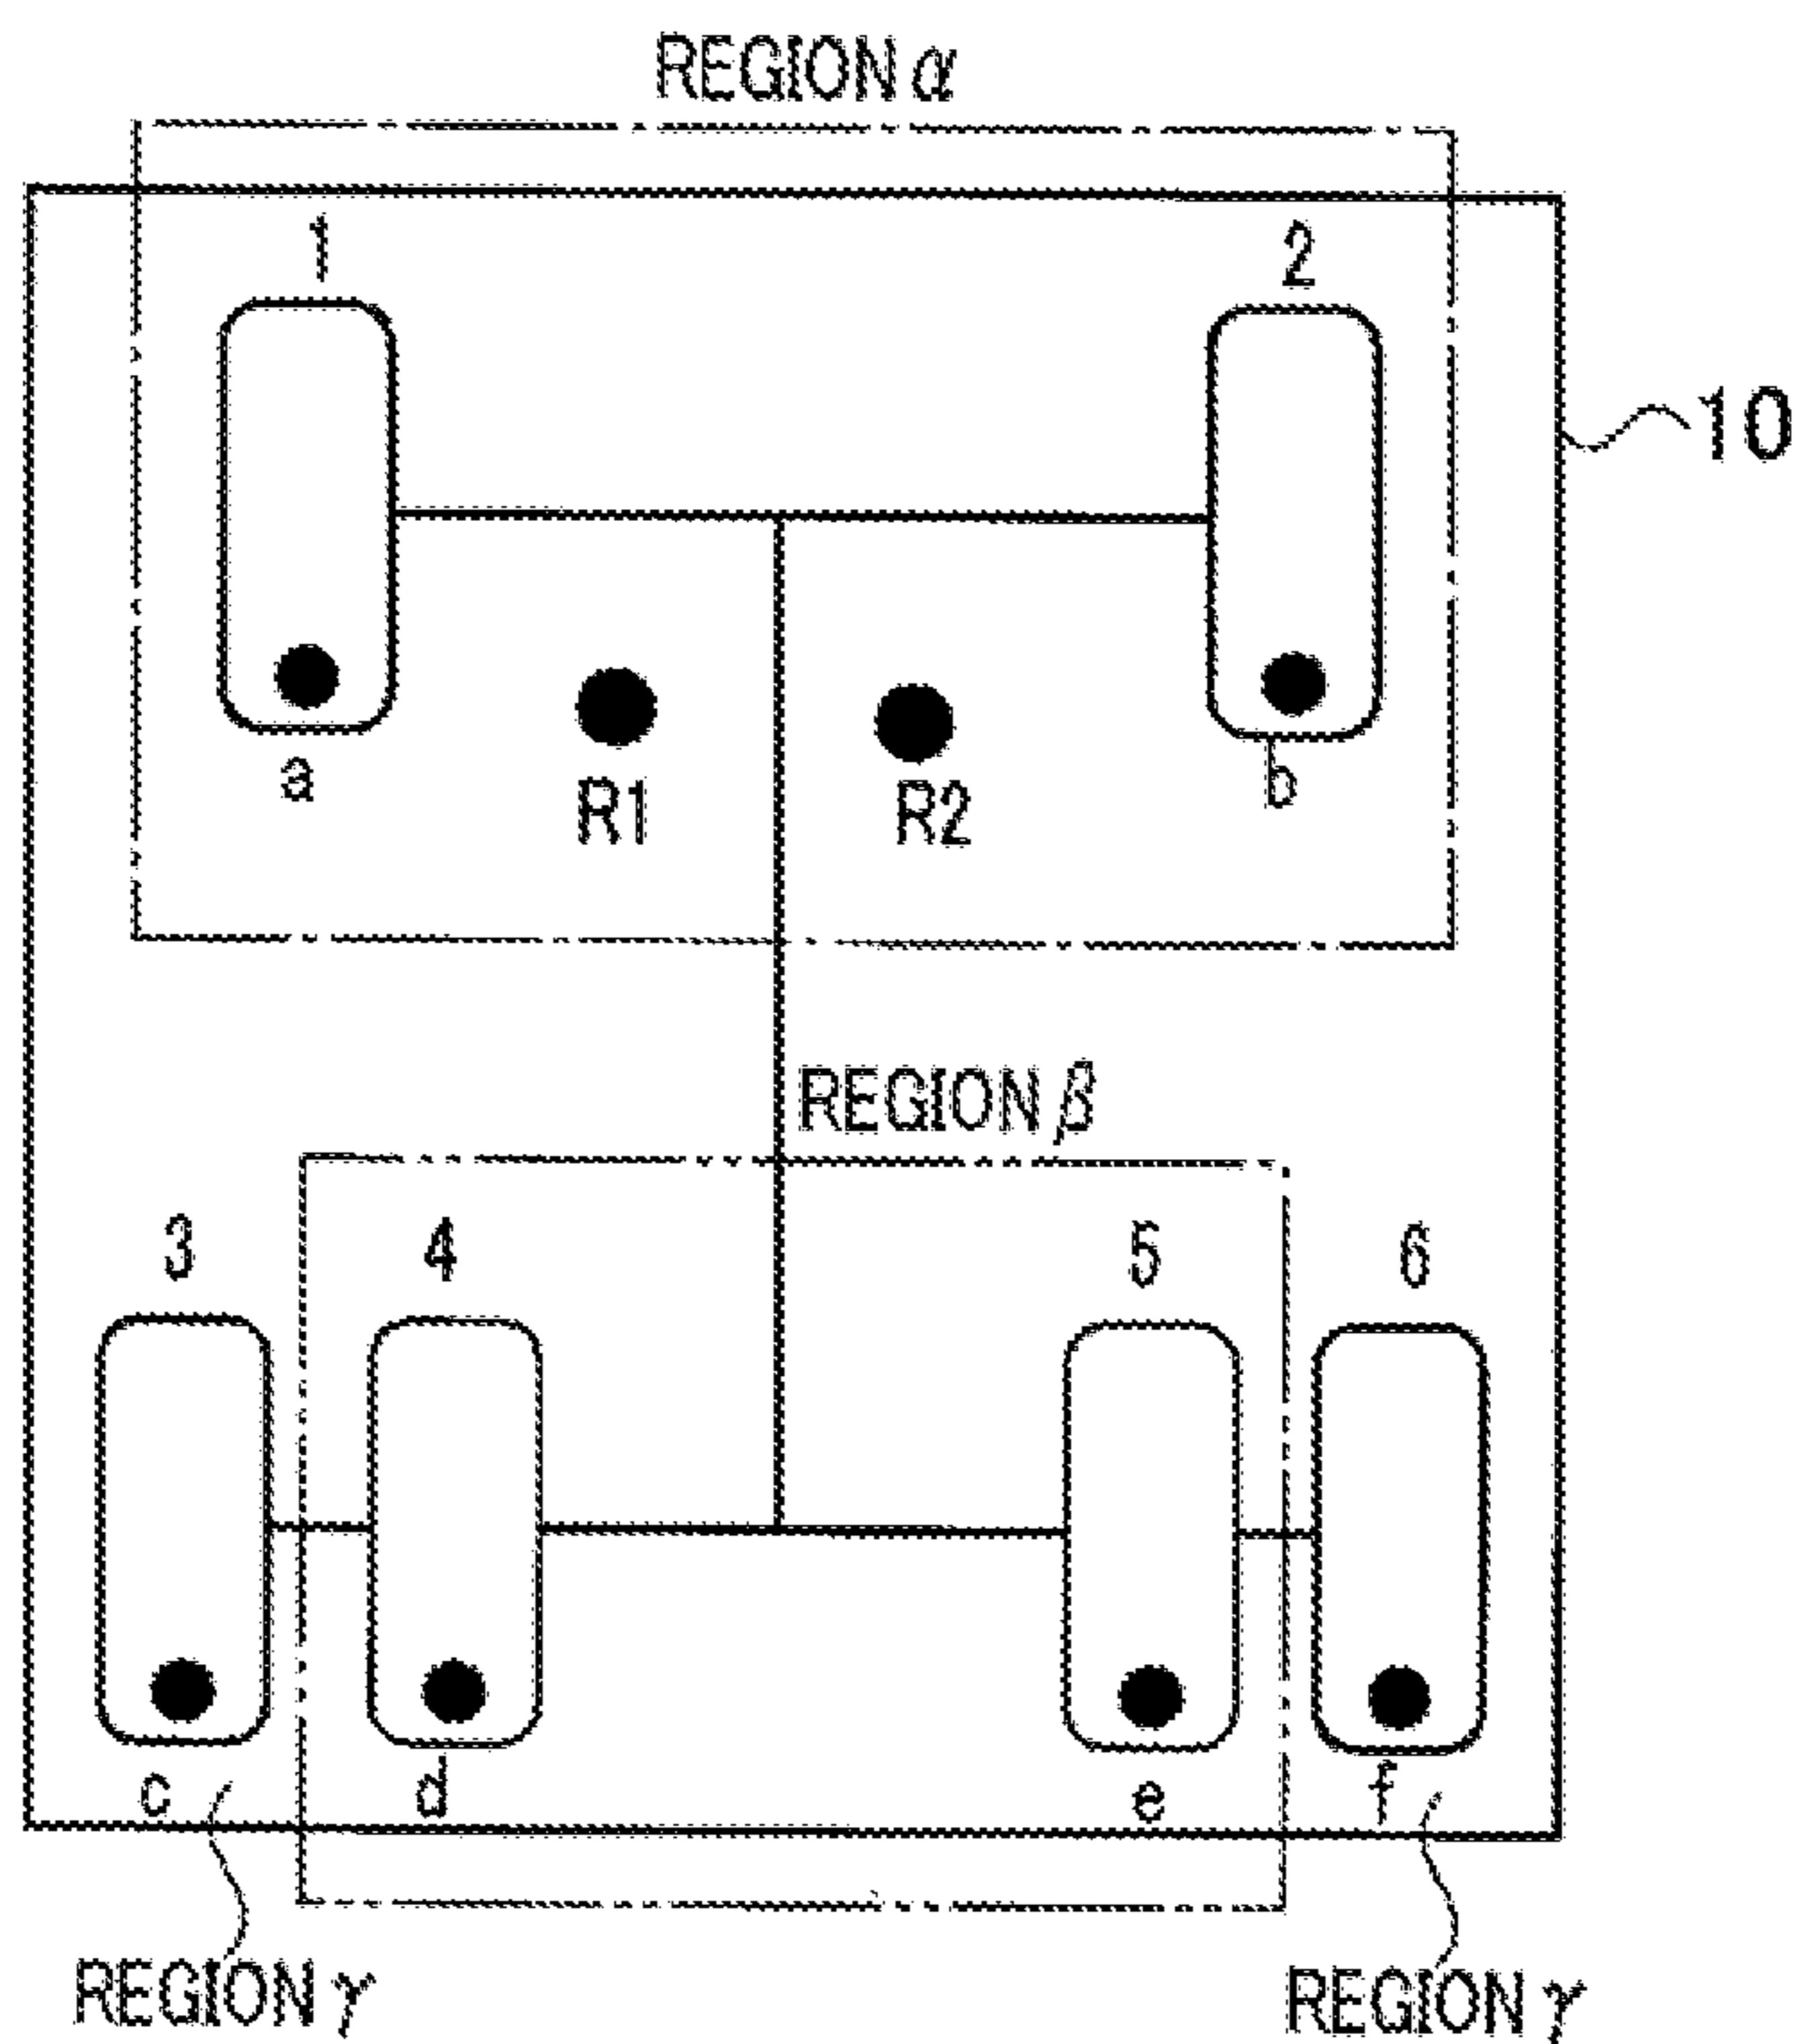 REGION α
1
2
10
a
R1
R2
b
REGION β
3
4
5
6
c
d
e
f
REGION γ
REGION γ